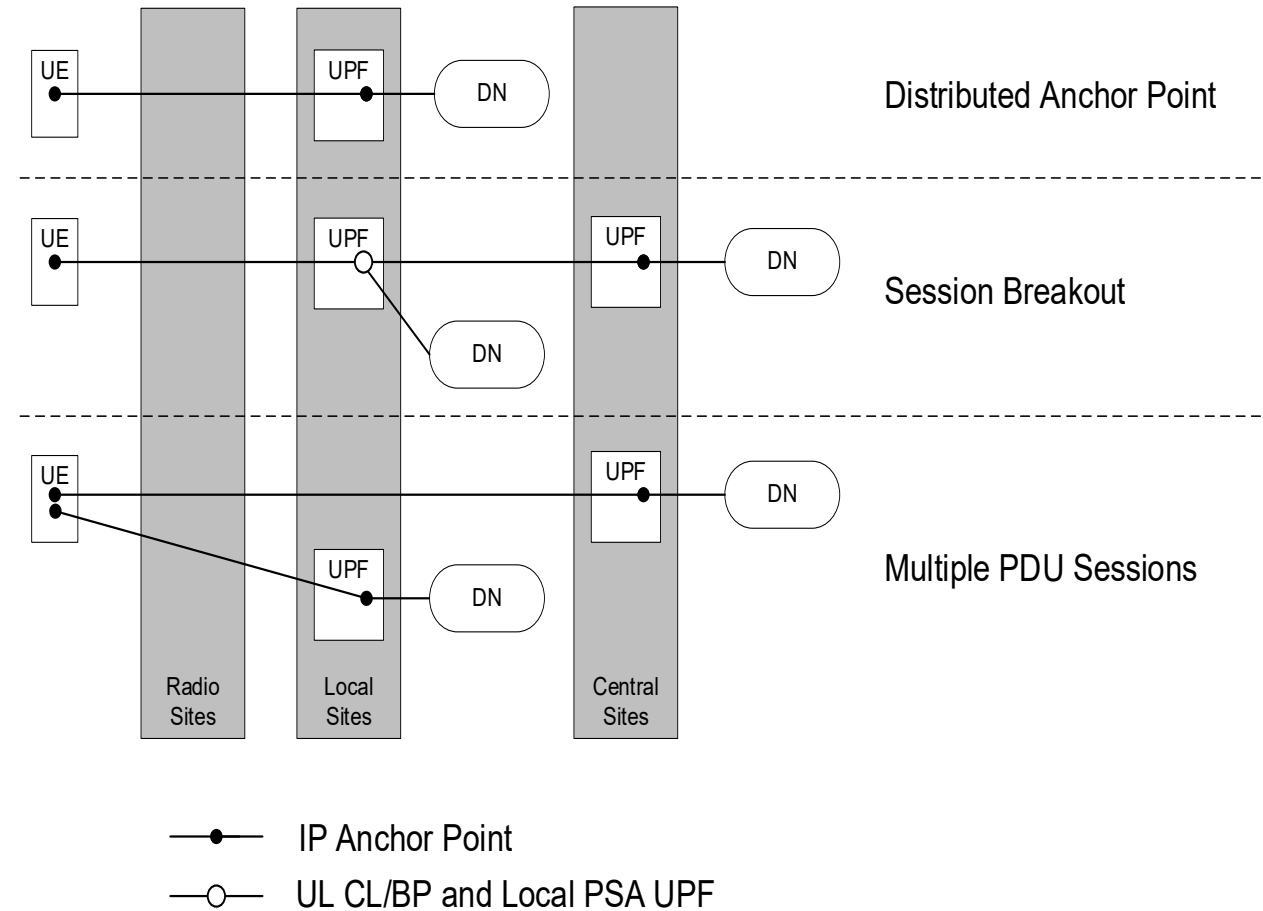 UE
UPF
DN
Distributed Anchor Point
UE
UPF
UPF
DN
Session Breakout
DN
UE
UPF
DN
UPF
DN
Multiple PDU Sessions
Radio
Sites
Local
Sites
Central
Sites
IP Anchor Point
UL CL/BP and Local PSA UPF